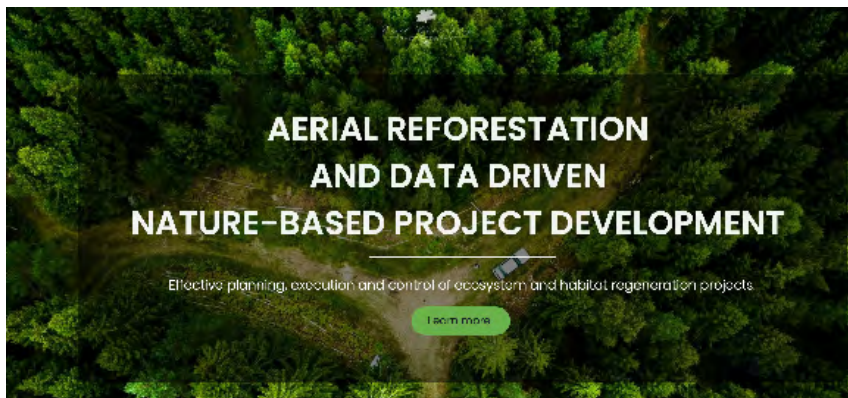 AERIAL REFORESTATION
AND DATA DRIVEN
NATURE-BASED PROJECT DEVELOPMENT
Effective planning, execution and control of ecosystem and habitat regeneration projects
Learn more